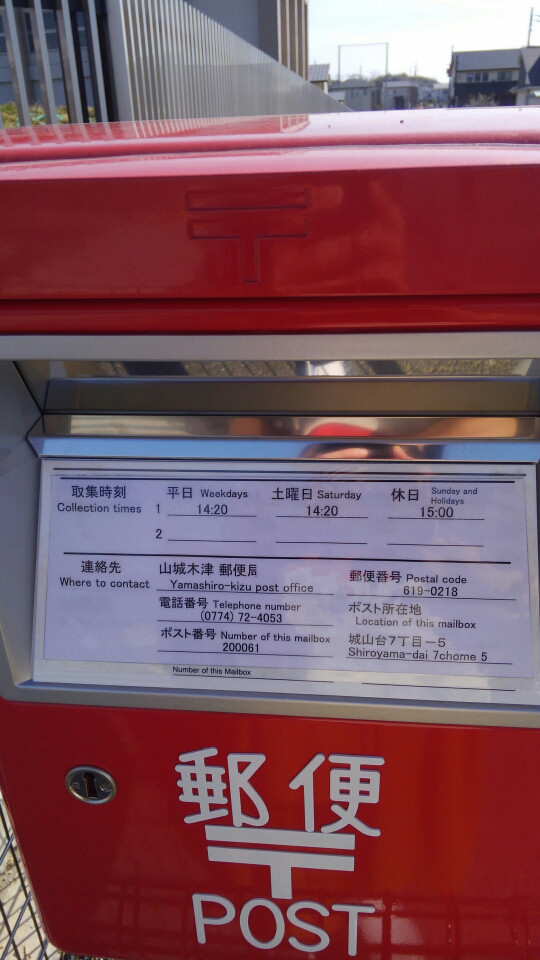 〒
取集時刻 平日 Weekdays 土曜日 Saturday 休日 Sunday and Holidays
Collection times 1 14:20 14:20 15:00
2
連絡先 山城木津 郵便局 郵便番号 Postal code
Where to contact Yamashiro-kizu post office 619-0218
電話番号 Telephone number ポスト所在地
(0774) 72-4053 Location of this mailbox
ポスト番号 Number of this mailbox 城山台7丁目-5
200061 Shiroyama-dai 7chome 5
Number of this Mailbox
郵便
〒
POST